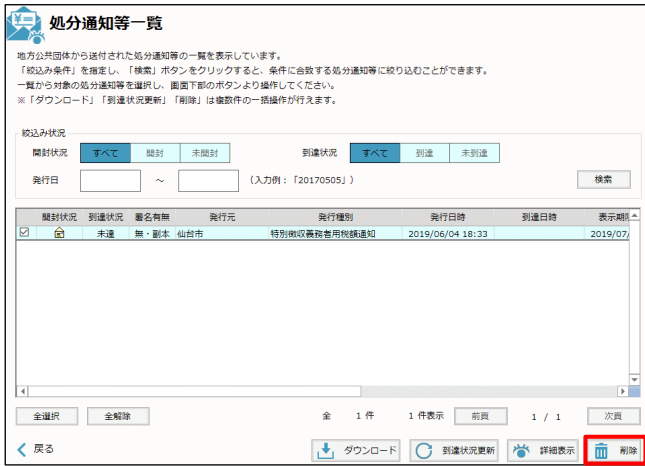 処分通知等一覧
地方公共団体から送付された処分通知等の一覧を表示しています。
「絞込み条件」を指定し、「検索」ボタンをクリックすると、条件に合致する処分通知等に絞り込むことができます。
一覧から対象の処分通知等を選択し、画面下部のボタンより操作してください。
※「ダウンロード」「到達状況更新」「削除」は複数件の一括操作が行えます。
絞込み状況
開封状況 すべて 開封 未開封 到達状況 すべて 到達 未到達
発行日 ～ (入力例:「20170505」) 検索
開封状況 到達状況 署名有無 発行元 発行種別 発行日時 到達日時 表示期
未達 無・副本 仙台市 特別徴収義務者用税額通知 2019/06/04 18:33 2019/07/
全選択 全解除 全 1 件 1 件表示 前頁 1 / 1 次頁
戻る ダウンロード 到達状況更新 詳細表示 削除